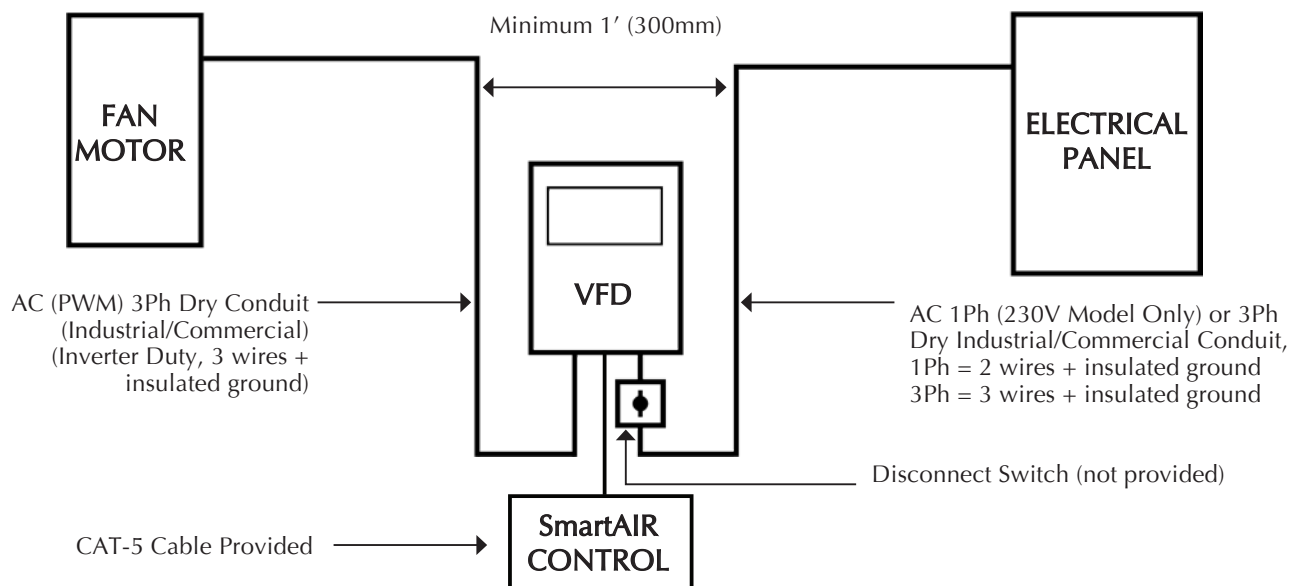 Minimum 1’ (300mm)
FAN
MOTOR
ELECTRICAL
PANEL
VFD
AC (PWM) 3Ph Dry Conduit
(Industrial/Commercial)
(Inverter Duty, 3 wires +
insulated ground)
AC 1Ph (230V Model Only) or 3Ph
Dry Industrial/Commercial Conduit,
1Ph = 2 wires + insulated ground
3Ph = 3 wires + insulated ground
Disconnect Switch (not provided)
SmartAIR
CONTROL
CAT-5 Cable Provided